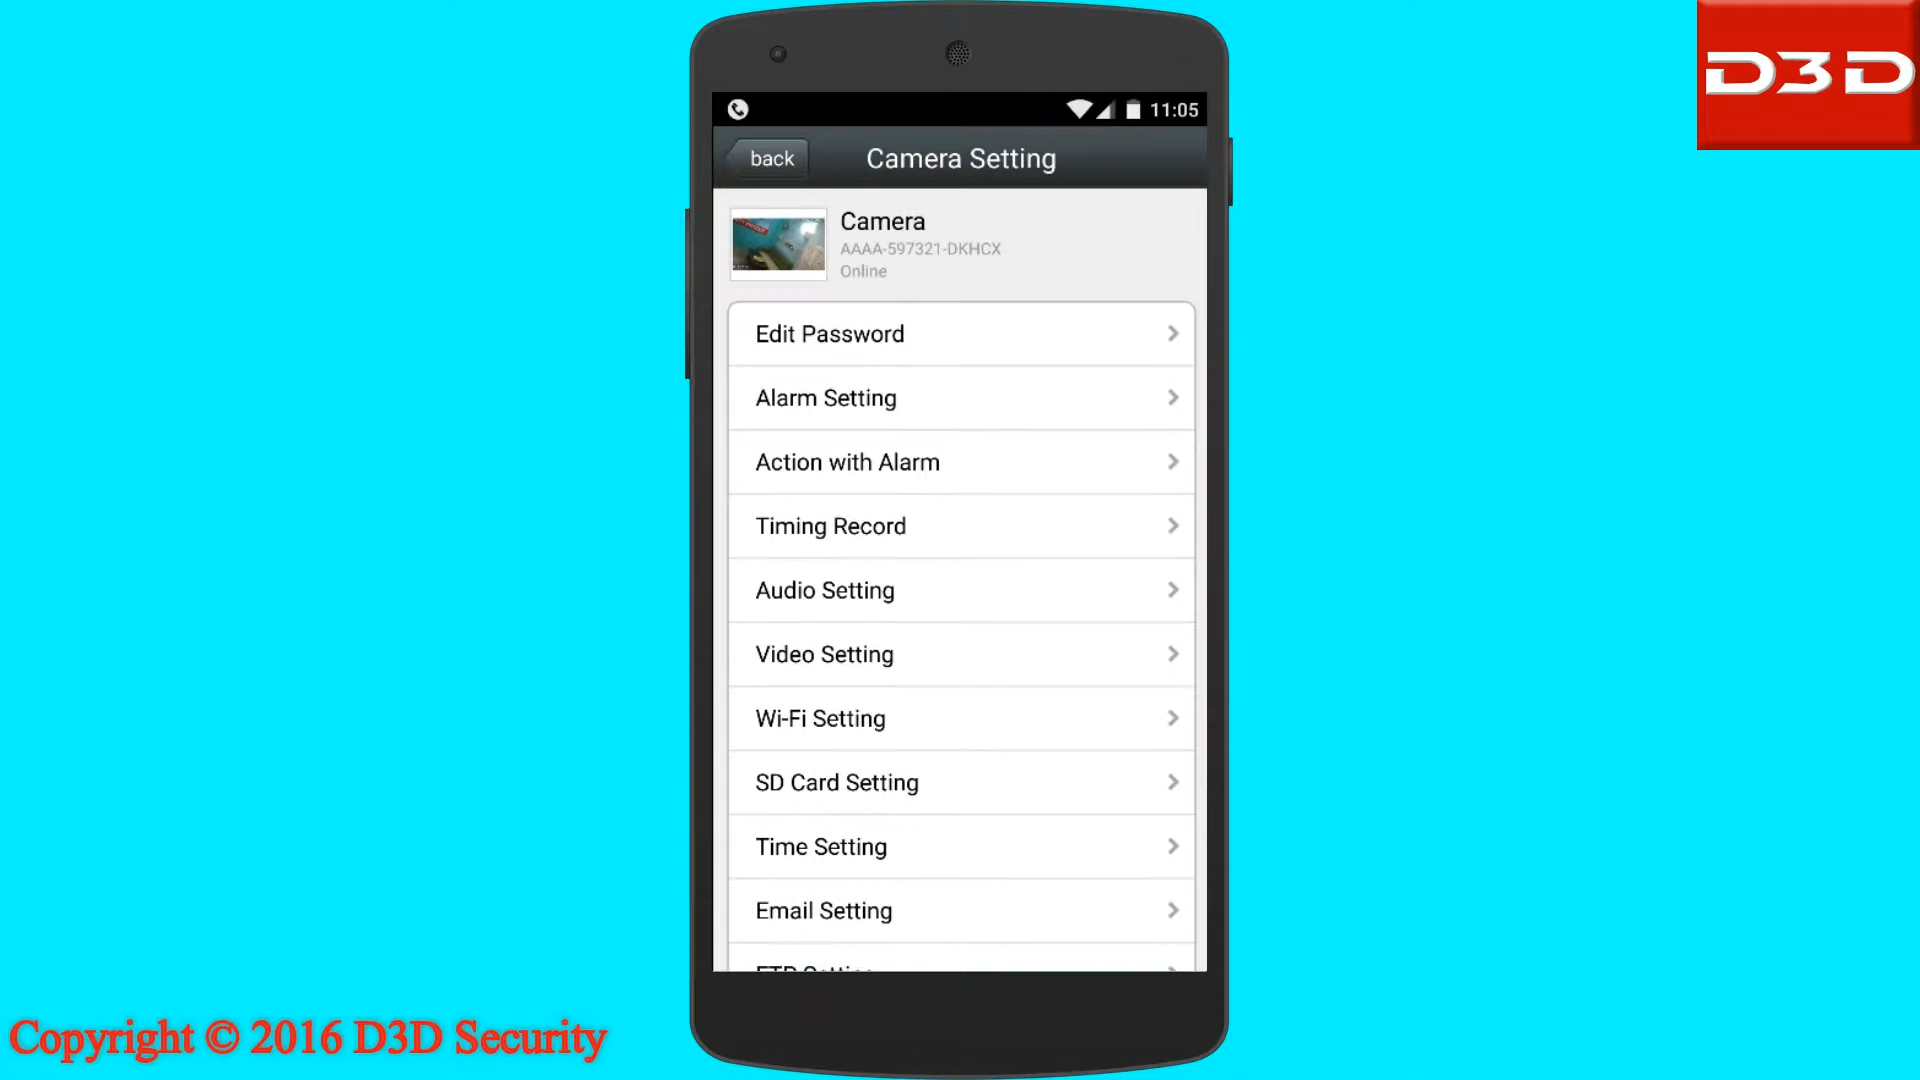 D3D
11:05
back
Camera Setting
Camera
AAAA-597321-DKHCX
Online
Edit Password
Alarm Setting
Action with Alarm
Timing Record
Audio Setting
Video Setting
Wi-Fi Setting
SD Card Setting
Time Setting
Email Setting
Copyright © 2016 D3D Security